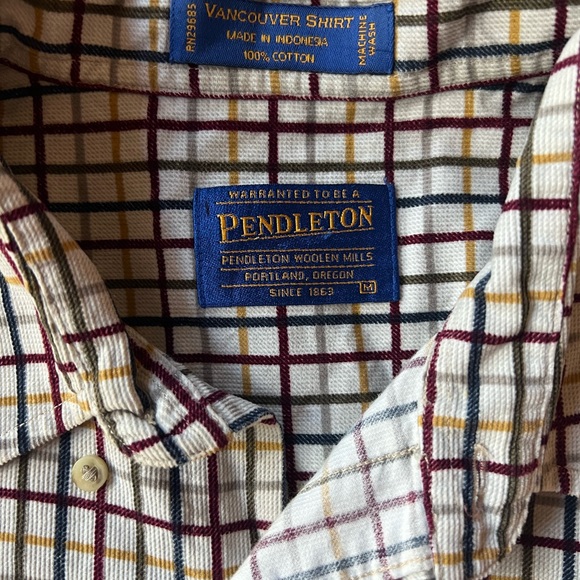 RN29685
VANCOUVER SHIRT
MADE IN INDONESIA
100% COTTON
MACHINE
WASH
WARRANTED TO BE A
PENDLETON
PENDLETON WOOLEN MILLS
PORTLAND, OREGON
SINCE 1863 M